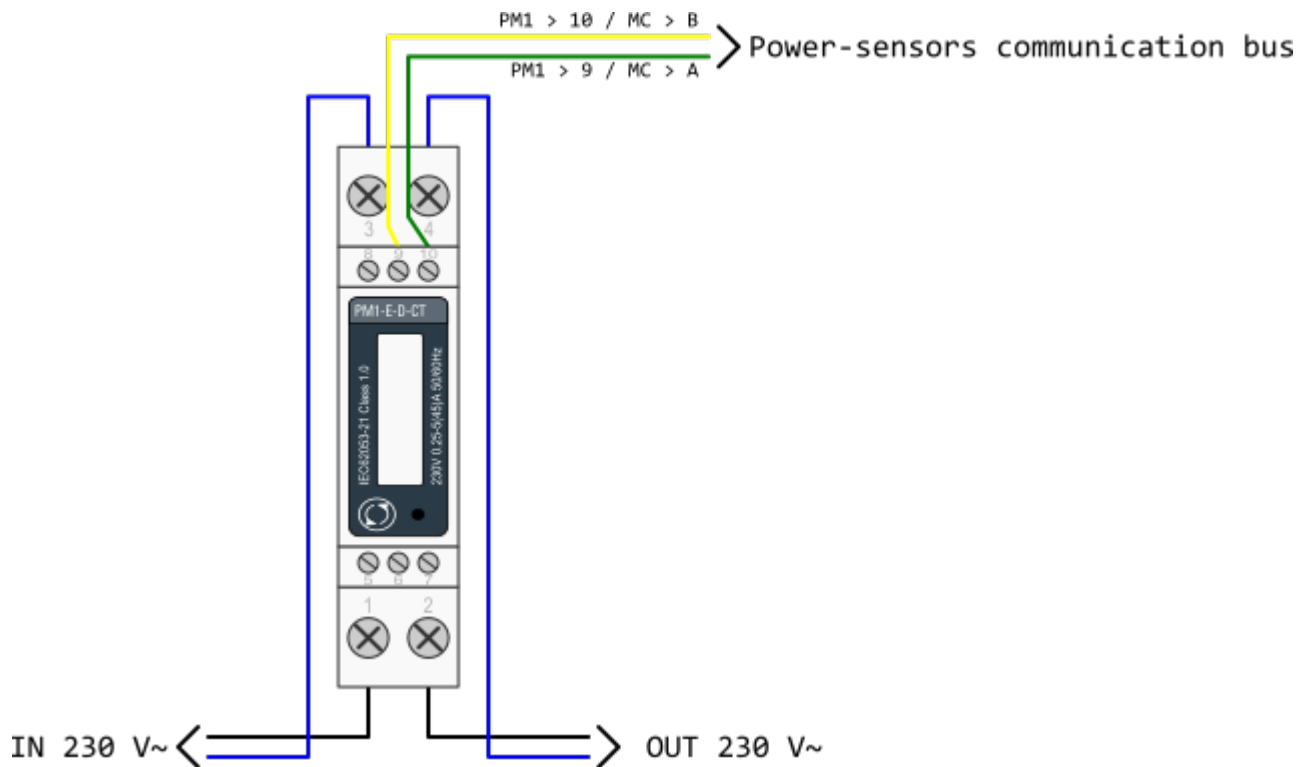 PM1 > 10 / MC > B
Power-sensors communication bus
PM1 > 9 / MC > A
3 4
8 9 10
PM1-E-D-CT
IEC62053-21 Class 1.0
230V 0.25-5(45)A 50/60Hz
5 6 7
1 2
IN 230 V~
OUT 230 V~